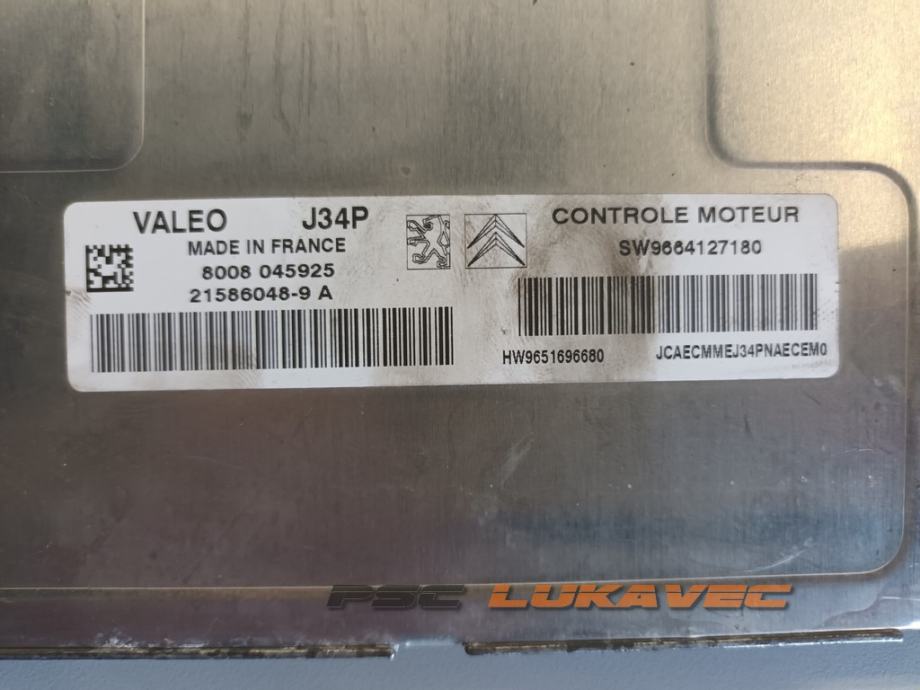 VALEO J34P
MADE IN FRANCE
8008 045925
21586048-9 A
CONTROLE MOTEUR
SW9664127180
HW9651696680 JCAECMMEJ34PNAECEM0
PSC LUKAVEC